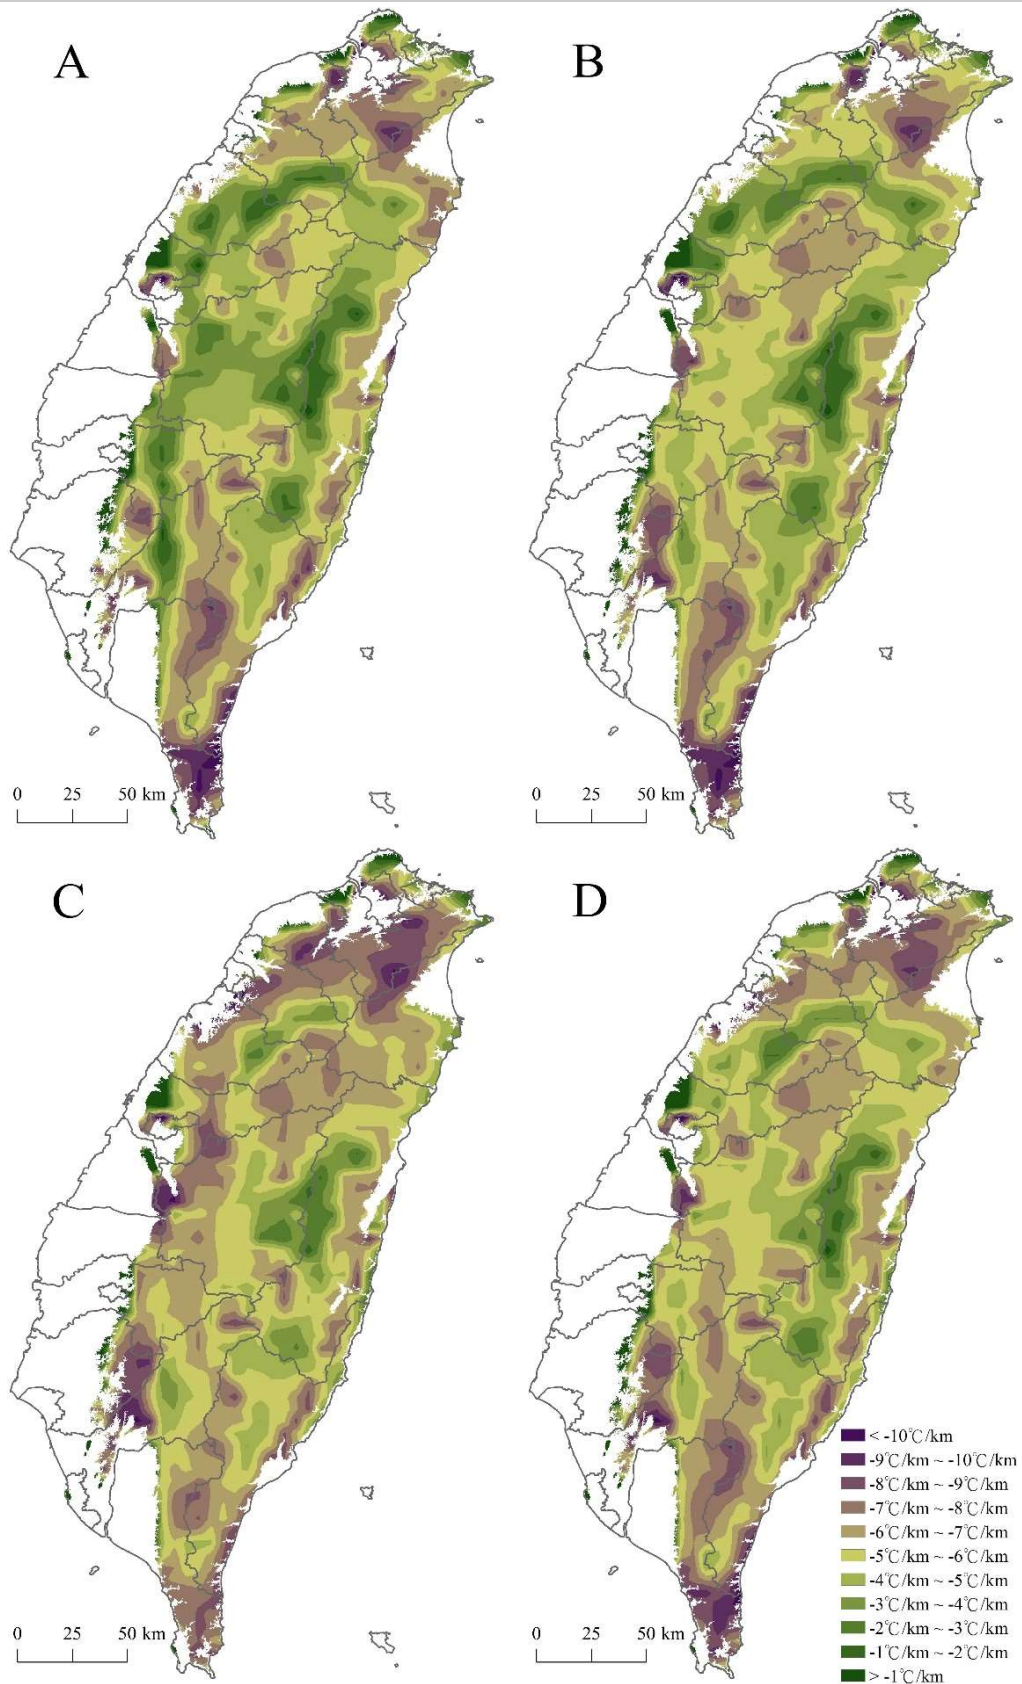 A
B
0 25 50 km
0 25 50 km
C
D
< -10℃/km
-9℃/km ~ -10℃/km
-8℃/km ~ -9℃/km
-7℃/km ~ -8℃/km
-6℃/km ~ -7℃/km
-5℃/km ~ -6℃/km
-4℃/km ~ -5℃/km
-3℃/km ~ -4℃/km
-2℃/km ~ -3℃/km
-1℃/km ~ -2℃/km
> -1℃/km
0 25 50 km
0 25 50 km